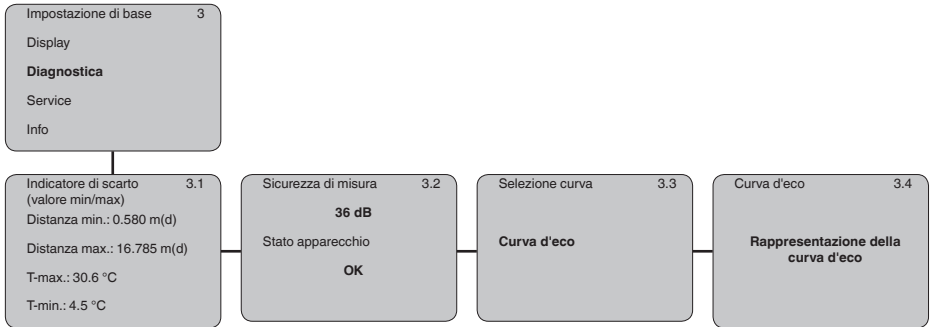 Impostazione di base 3
Display
Diagnostica
Service
Info
Indicatore di scarto 3.1
(valore min/max)
Distanza min.: 0.580 m(d)
Distanza max.: 16.785 m(d)
T-max.: 30.6 °C
T-min.: 4.5 °C
Sicurezza di misura 3.2
36 dB
Stato apparecchio
OK
Selezione curva 3.3
Curva d'eco
Curva d'eco 3.4
Rappresentazione della
curva d'eco